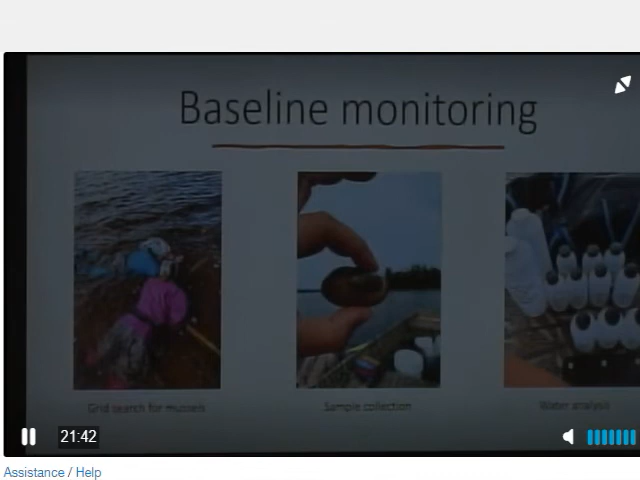 Baseline monitoring
Grid search for mussels
Sample collection
Water analysis
21:42
Assistance / Help